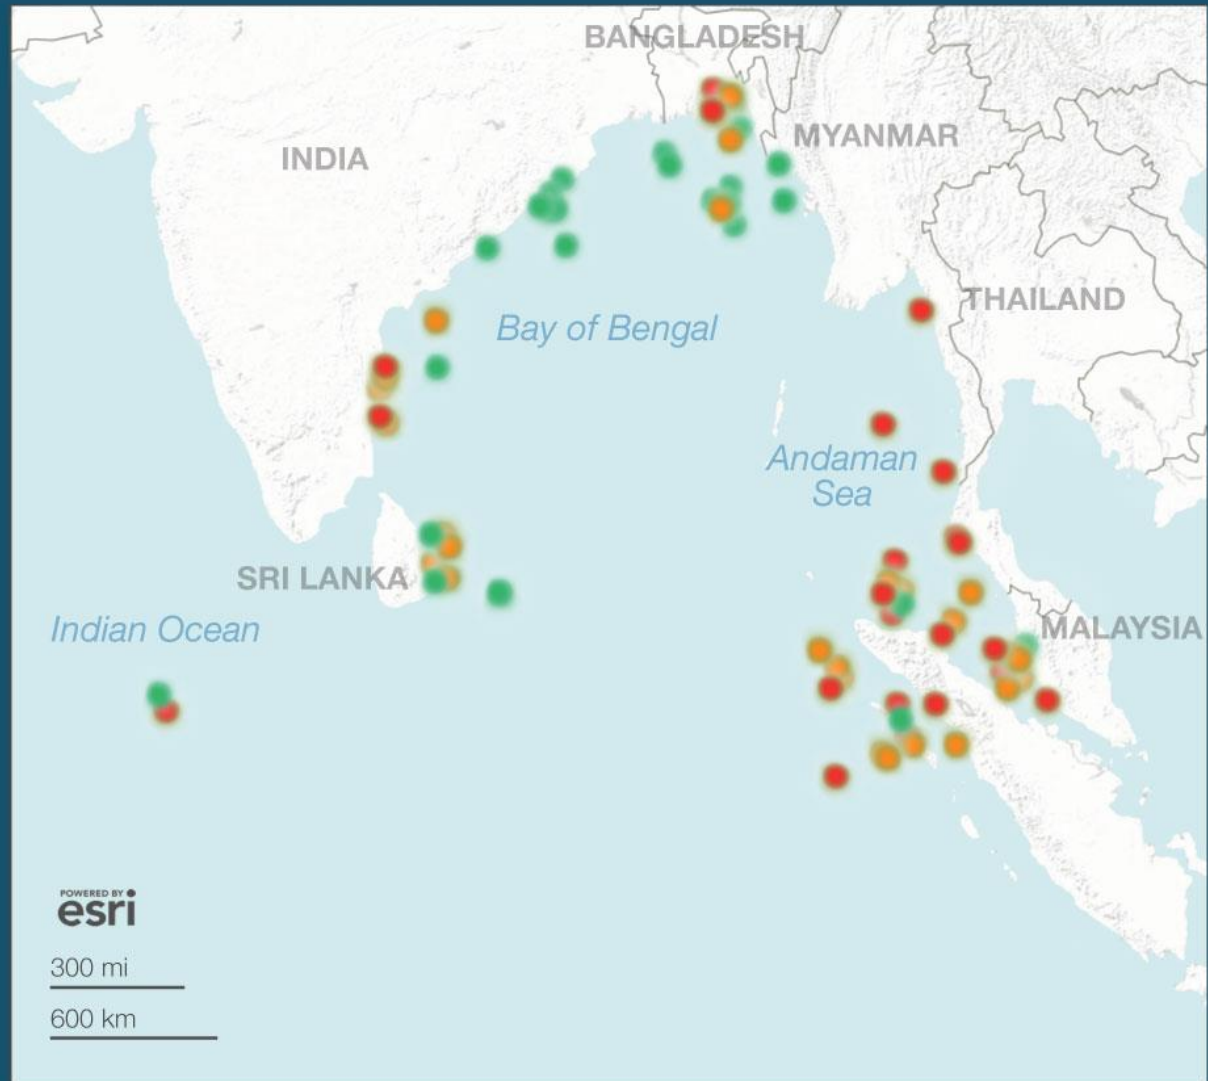 BANGLADESH
MYANMAR
INDIA
THAILAND
Bay of Bengal
Andaman
Sea
SRI LANKA
Indian Ocean
MALAYSIA
POWERED BY
esri
300 mi
600 km